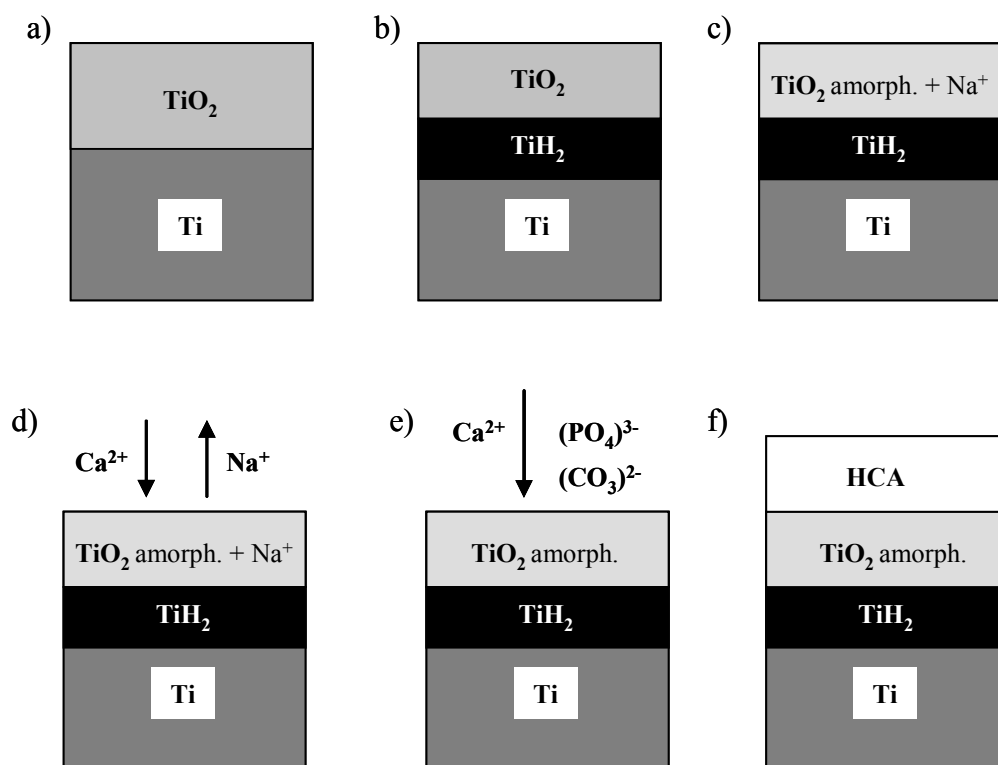 a)
TiO₂
Ti
b)
TiO₂
TiH₂
Ti
c)
TiO₂ amorph. + Na⁺
TiH₂
Ti
d)
Ca²⁺
Na⁺
TiO₂ amorph. + Na⁺
TiH₂
Ti
e)
Ca²⁺
(PO₄)³⁻
(CO₃)²⁻
TiO₂ amorph.
TiH₂
Ti
f)
HCA
TiO₂ amorph.
TiH₂
Ti